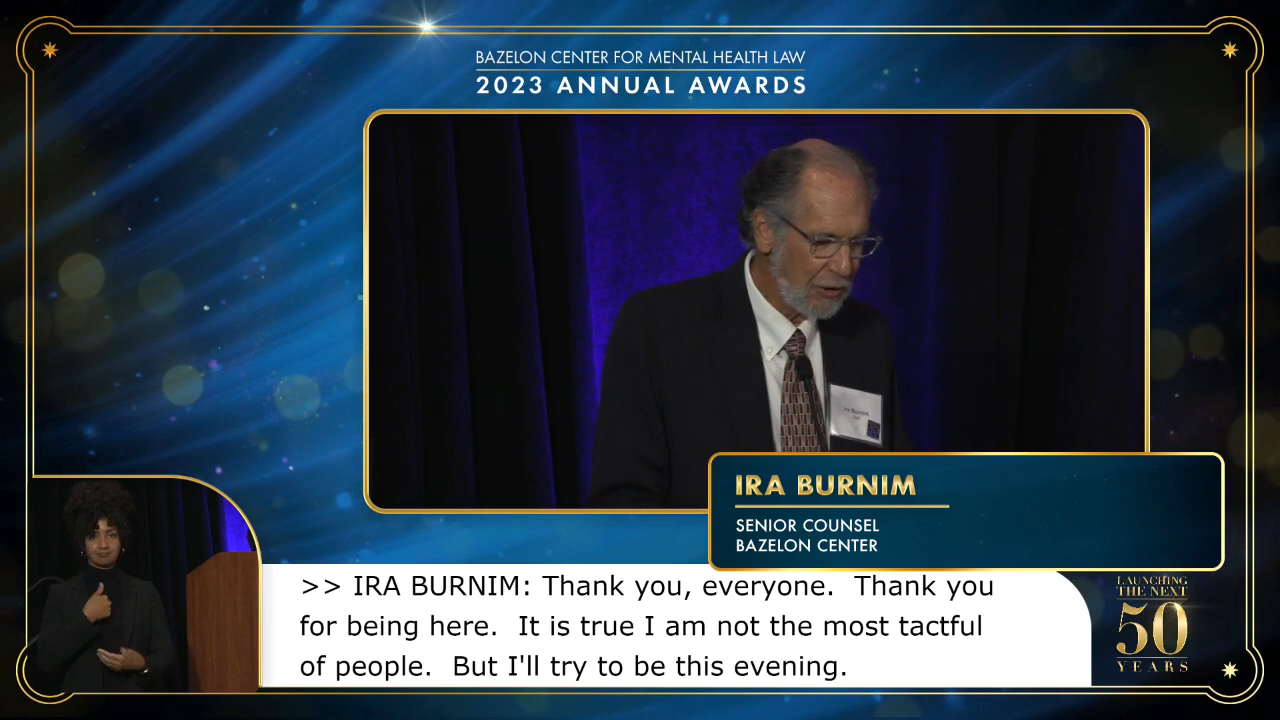 BAZELON CENTER FOR MENTAL HEALTH LAW
2023 ANNUAL AWARDS
Ira Burnim
IRA BURNIM
SENIOR COUNSEL
BAZELON CENTER
>> IRA BURNIM: Thank you, everyone.  Thank you
for being here.  It is true I am not the most tactful
of people.  But I'll try to be this evening.
LAUNCHING
THE NEXT
50
YEARS